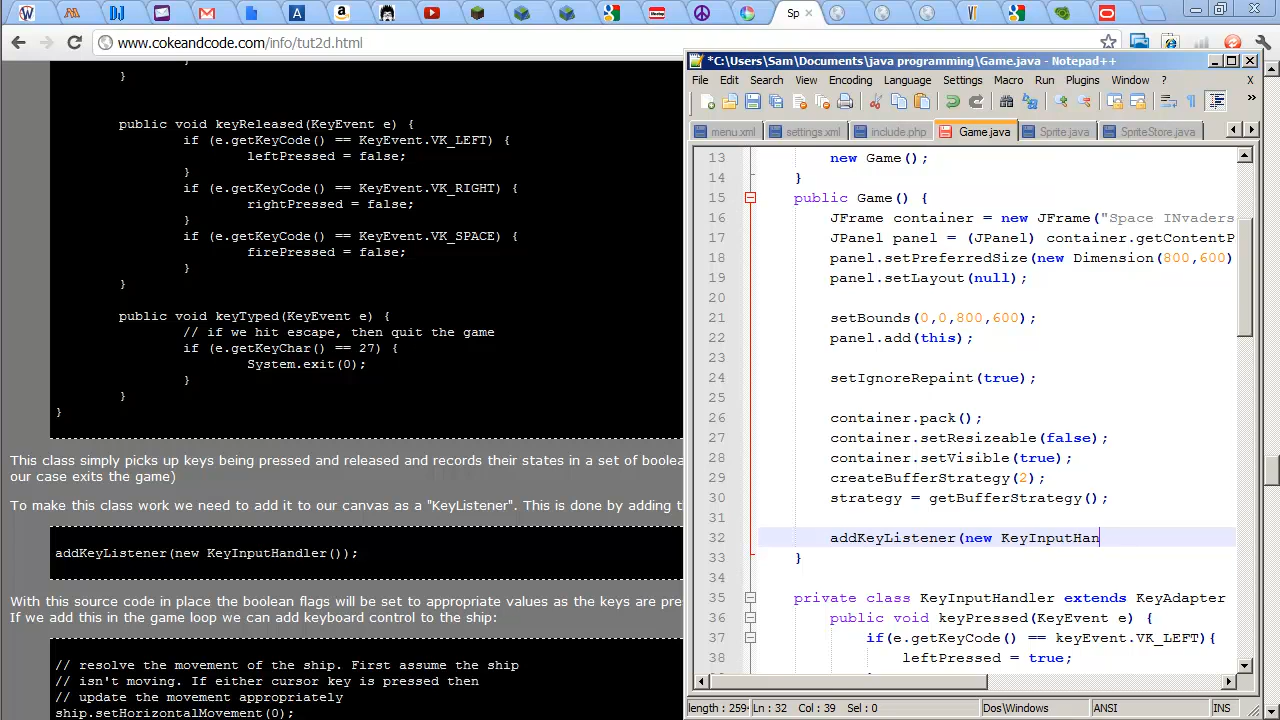 Sp
www.cokeandcode.com/info/tut2d.html
}
}
public void keyReleased(KeyEvent e) {
if (e.getKeyCode() == KeyEvent.VK_LEFT) {
leftPressed = false;
}
if (e.getKeyCode() == KeyEvent.VK_RIGHT) {
rightPressed = false;
}
if (e.getKeyCode() == KeyEvent.VK_SPACE) {
firePressed = false;
}
}
public void keyTyped(KeyEvent e) {
// if we hit escape, then quit the game
if (e.getKeyChar() == 27) {
System.exit(0);
}
}
}
This class simply picks up keys being pressed and released and records their states in a set of boolea
our case exits the game)
To make this class work we need to add it to our canvas as a "KeyListener". This is done by adding t
addKeyListener(new KeyInputHandler());
With this source code in place the boolean flags will be set to appropriate values as the keys are pre
If we add this in the game loop we can add keyboard control to the ship:
// resolve the movement of the ship. First assume the ship
// isn't moving. If either cursor key is pressed then
// update the movement appropriately
ship.setHorizontalMovement(0);
*C:\Users\Sam\Documents\java programming\Game.java - Notepad++
File Edit Search View Encoding Language Settings Macro Run Plugins Window ? X
menu.xml settings.xml include.php Game.java Sprite.java SpriteStore.java
13 new Game();
14 }
15 public Game() {
16 JFrame container = new JFrame("Space INvaders
17 JPanel panel = (JPanel) container.getContentP
18 panel.setPreferredSize(new Dimension(800,600)
19 panel.setLayout(null);
20
21 setBounds(0,0,800,600);
22 panel.add(this);
23
24 setIgnoreRepaint(true);
25
26 container.pack();
27 container.setResizeable(false);
28 container.setVisible(true);
29 createBufferStrategy(2);
30 strategy = getBufferStrategy();
31
32 addKeyListener(new KeyInputHan
33 }
34
35 private class KeyInputHandler extends KeyAdapter
36 public void keyPressed(KeyEvent e) {
37 if(e.getKeyCode() == keyEvent.VK_LEFT){
38 leftPressed = true;
length : 259 Ln : 32 Col : 39 Sel : 0 Dos\Windows ANSI INS